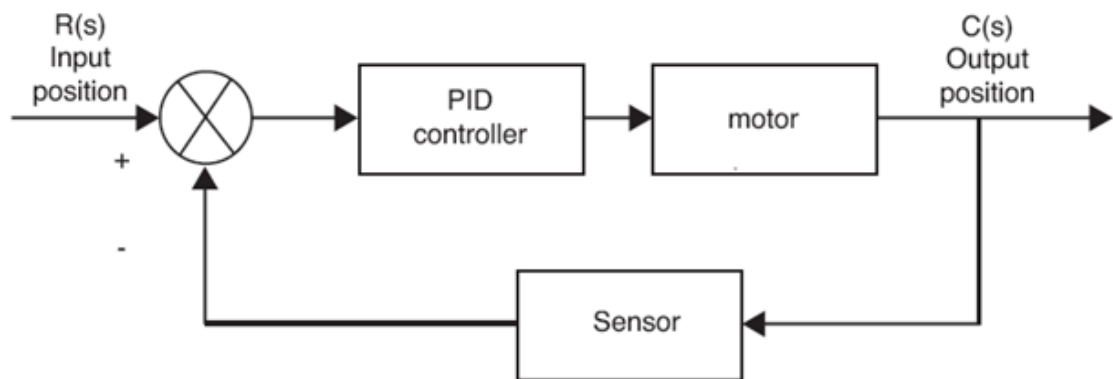 R(s)
Input
position
C(s)
Output
position
PID
controller
motor
+
-
Sensor